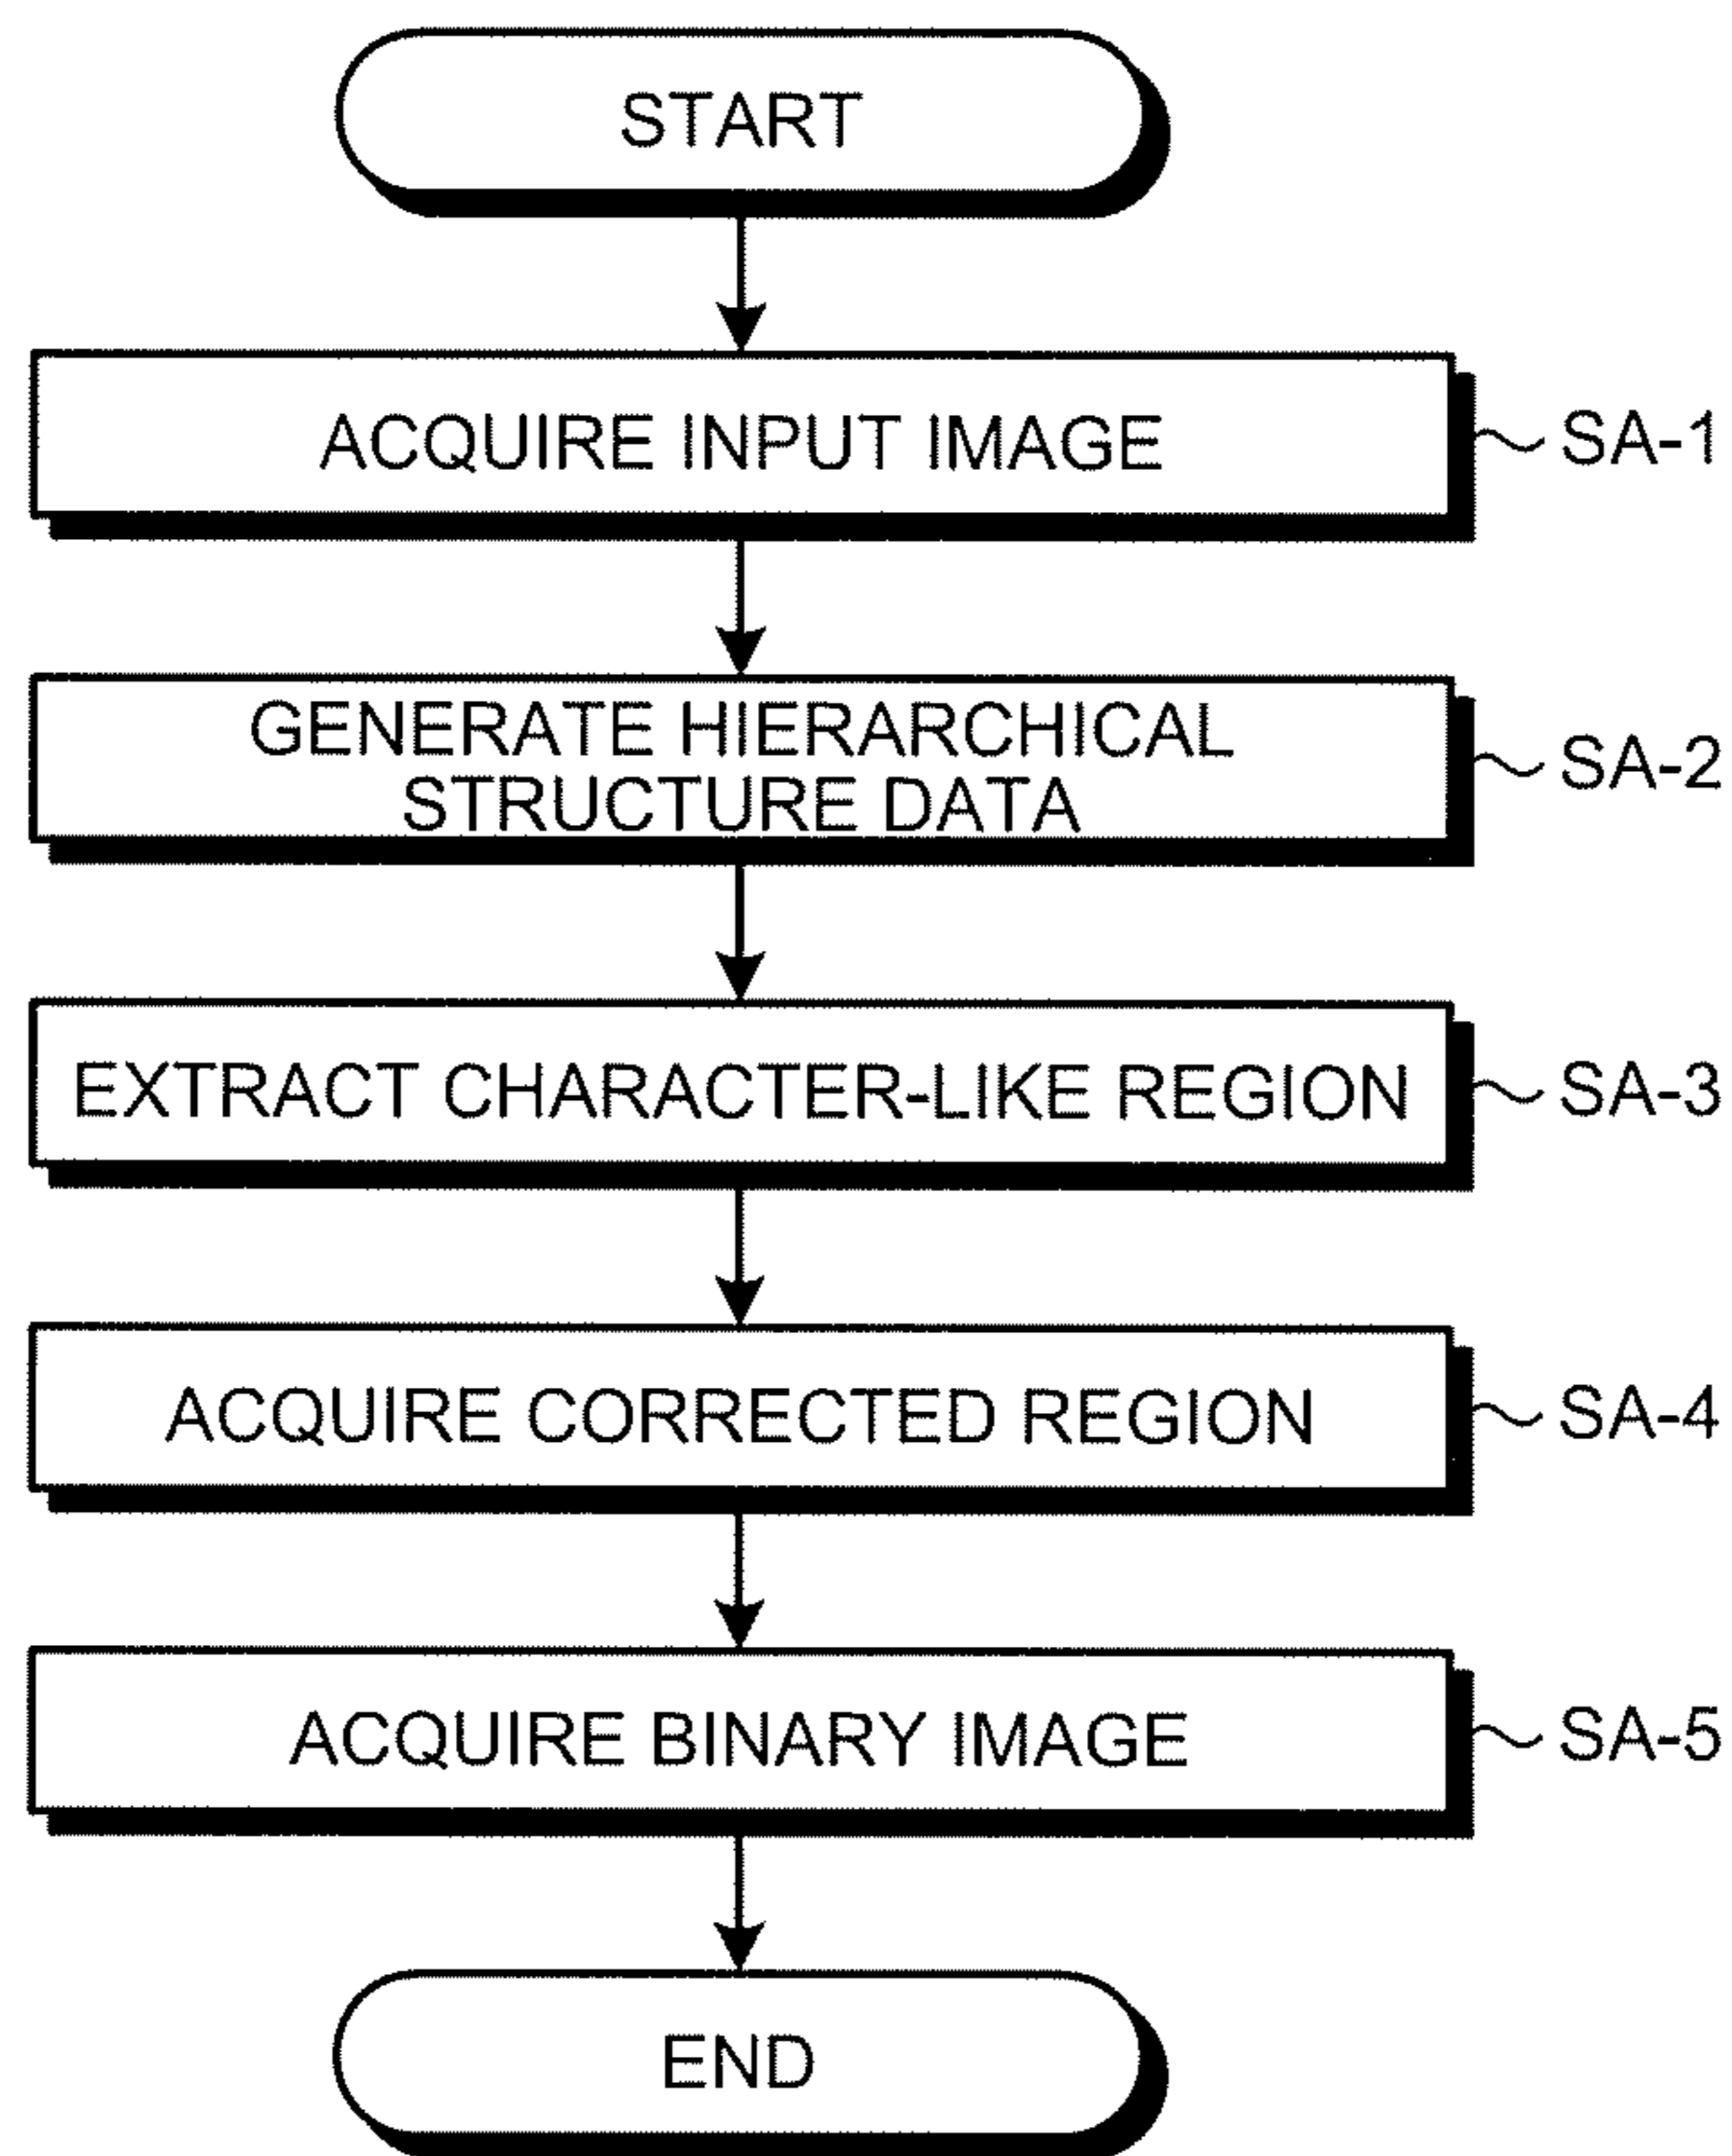 START
ACQUIRE INPUT IMAGE
SA-1
GENERATE HIERARCHICAL
STRUCTURE DATA
SA-2
EXTRACT CHARACTER-LIKE REGION
SA-3
ACQUIRE CORRECTED REGION
SA-4
ACQUIRE BINARY IMAGE
SA-5
END